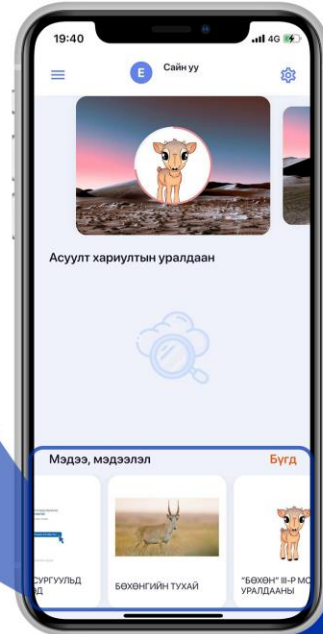 19:40
4G
E
Сайн уу
Асуулт хариултын уралдаан
Мэдээ, мэдээлэл
Бүгд
СУРГУУЛЬД
БӨХӨНГИЙН ТУХАЙ
"БӨХӨН" III-Р
УРАЛДААНЫ